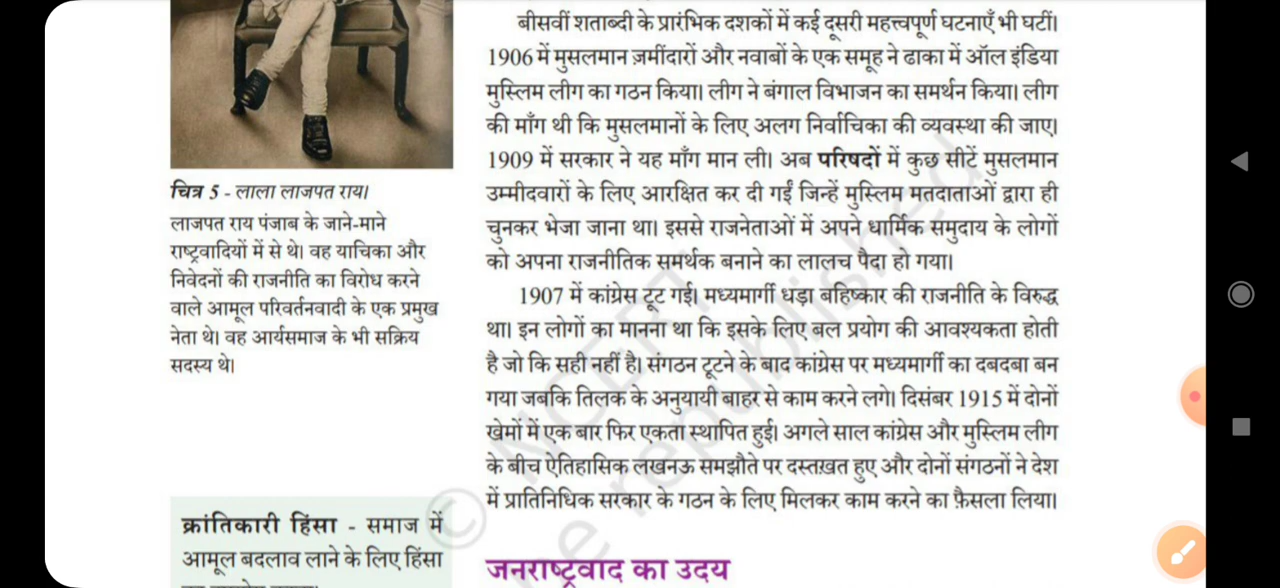 बीसवीं शताब्दी के प्रारंभिक दशकों में कई दूसरी महत्त्वपूर्ण घटनाएँ भी घटीं।
1906 में मुसलमान ज़मींदारों और नवाबों के एक समूह ने ढाका में ऑल इंडिया
मुस्लिम लीग का गठन किया। लीग ने बंगाल विभाजन का समर्थन किया। लीग
की माँग थी कि मुसलमानों के लिए अलग निर्वाचिका की व्यवस्था की जाए।
1909 में सरकार ने यह माँग मान ली। अब परिषदों में कुछ सीटें मुसलमान
उम्मीदवारों के लिए आरक्षित कर दी गईं जिन्हें मुस्लिम मतदाताओं द्वारा ही
चुनकर भेजा जाना था। इससे राजनेताओं में अपने धार्मिक समुदाय के लोगों
को अपना राजनीतिक समर्थक बनाने का लालच पैदा हो गया।
1907 में कांग्रेस टूट गई। मध्यमार्गी धड़ा बहिष्कार की राजनीति के विरुद्ध
था। इन लोगों का मानना था कि इसके लिए बल प्रयोग की आवश्यकता होती
है जो कि सही नहीं है। संगठन टूटने के बाद कांग्रेस पर मध्यमार्गी का दबदबा बन
गया जबकि तिलक के अनुयायी बाहर से काम करने लगे। दिसंबर 1915 में दोनों
खेमों में एक बार फिर एकता स्थापित हुई। अगले साल कांग्रेस और मुस्लिम लीग
के बीच ऐतिहासिक लखनऊ समझौते पर दस्तख़त हुए और दोनों संगठनों ने देश
में प्रातिनिधिक सरकार के गठन के लिए मिलकर काम करने का फ़ैसला लिया।
जनराष्ट्रवाद का उदय
चित्र 5 - लाला लाजपत राय।
लाजपत राय पंजाब के जाने-माने
राष्ट्रवादियों में से थे। वह याचिका और
निवेदनों की राजनीति का विरोध करने
वाले आमूल परिवर्तनवादी के एक प्रमुख
नेता थे। वह आर्यसमाज के भी सक्रिय
सदस्य थे।
क्रांतिकारी हिंसा - समाज में
आमूल बदलाव लाने के लिए हिंसा
© NCERT
be republished